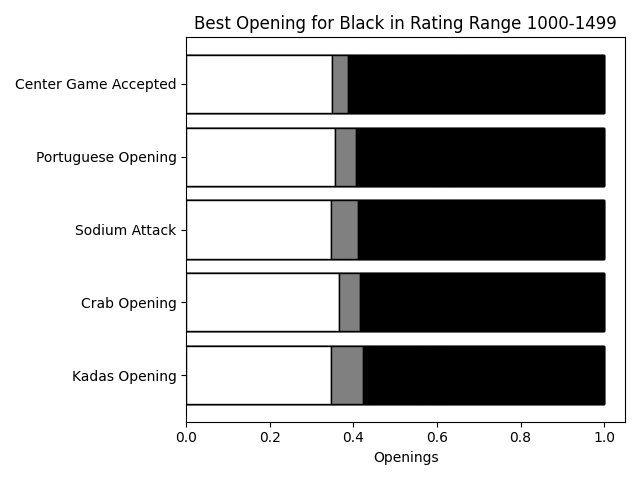 Best Opening for Black in Rating Range 1000-1499
Center Game Accepted
Portuguese Opening
Sodium Attack
Crab Opening
Kadas Opening
0.0 0.2 0.4 0.6 0.8 1.0
Openings